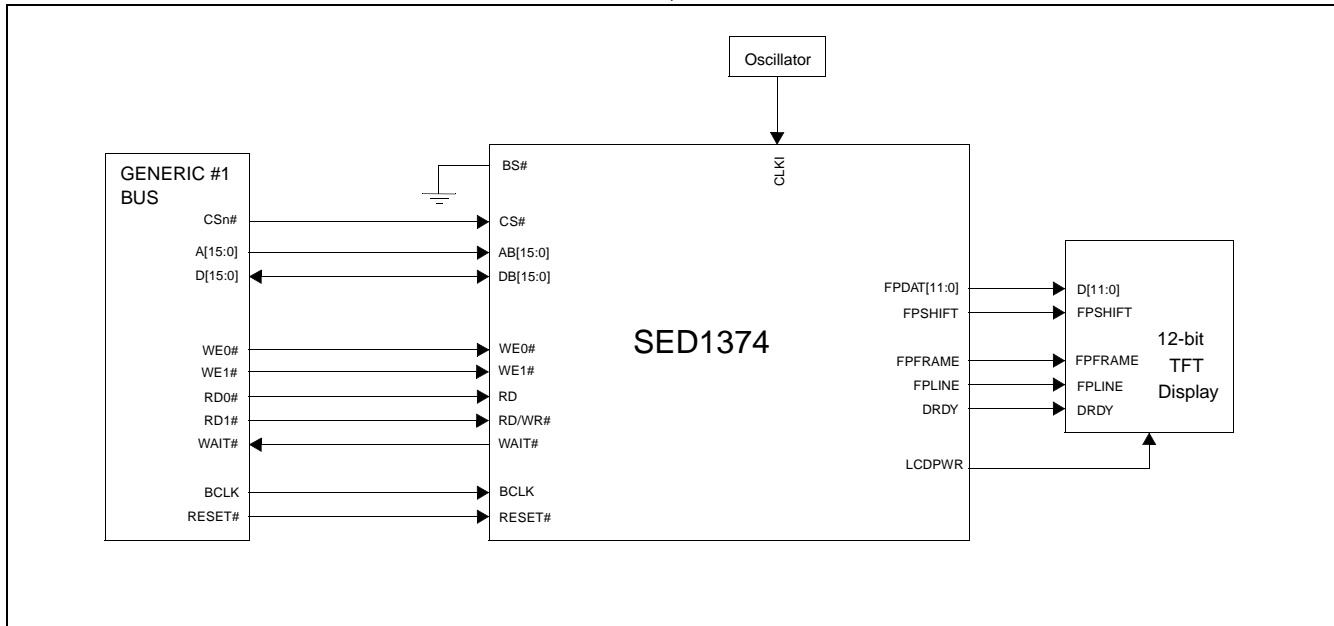 Oscillator
GENERIC #1
BUS
CSn#
A[15:0]
D[15:0]
WE0#
WE1#
RD0#
RD1#
WAIT#
BCLK
RESET#
BS#
CS#
AB[15:0]
DB[15:0]
WE0#
WE1#
RD
RD/WR#
WAIT#
BCLK
RESET#
CLKI
SED1374
FPDAT[11:0]
FPSHIFT
FPFRAME
FPLINE
DRDY
LCDPWR
D[11:0]
FPSHIFT
FPFRAME
FPLINE
DRDY
12-bit
TFT
Display